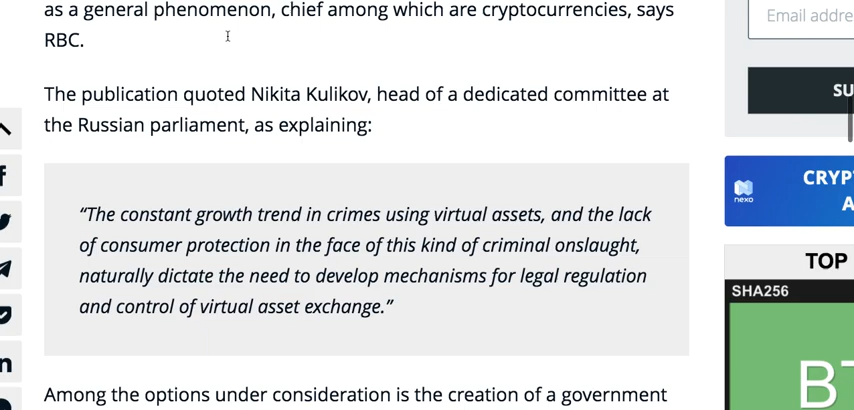 as a general phenomenon, chief among which are cryptocurrencies, says
RBC.
The publication quoted Nikita Kulikov, head of a dedicated committee at
the Russian parliament, as explaining:
“The constant growth trend in crimes using virtual assets, and the lack
of consumer protection in the face of this kind of criminal onslaught,
naturally dictate the need to develop mechanisms for legal regulation
and control of virtual asset exchange.”
Among the options under consideration is the creation of a government
Email addre
SU
nexo
CRYP
A
TOP
SHA256
BT